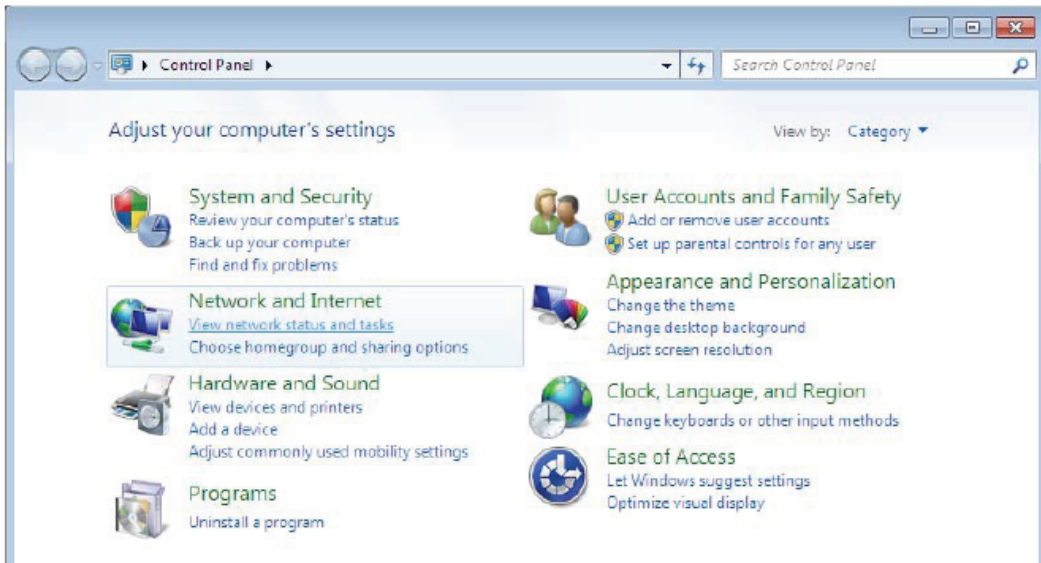 Control Panel
Search Control Panel
Adjust your computer's settings
View by: Category
System and Security
Review your computer's status
Back up your computer
Find and fix problems
Network and Internet
View network status and tasks
Choose homegroup and sharing options
Hardware and Sound
View devices and printers
Add a device
Adjust commonly used mobility settings
Programs
Uninstall a program
User Accounts and Family Safety
Add or remove user accounts
Set up parental controls for any user
Appearance and Personalization
Change the theme
Change desktop background
Adjust screen resolution
Clock, Language, and Region
Change keyboards or other input methods
Ease of Access
Let Windows suggest settings
Optimize visual display